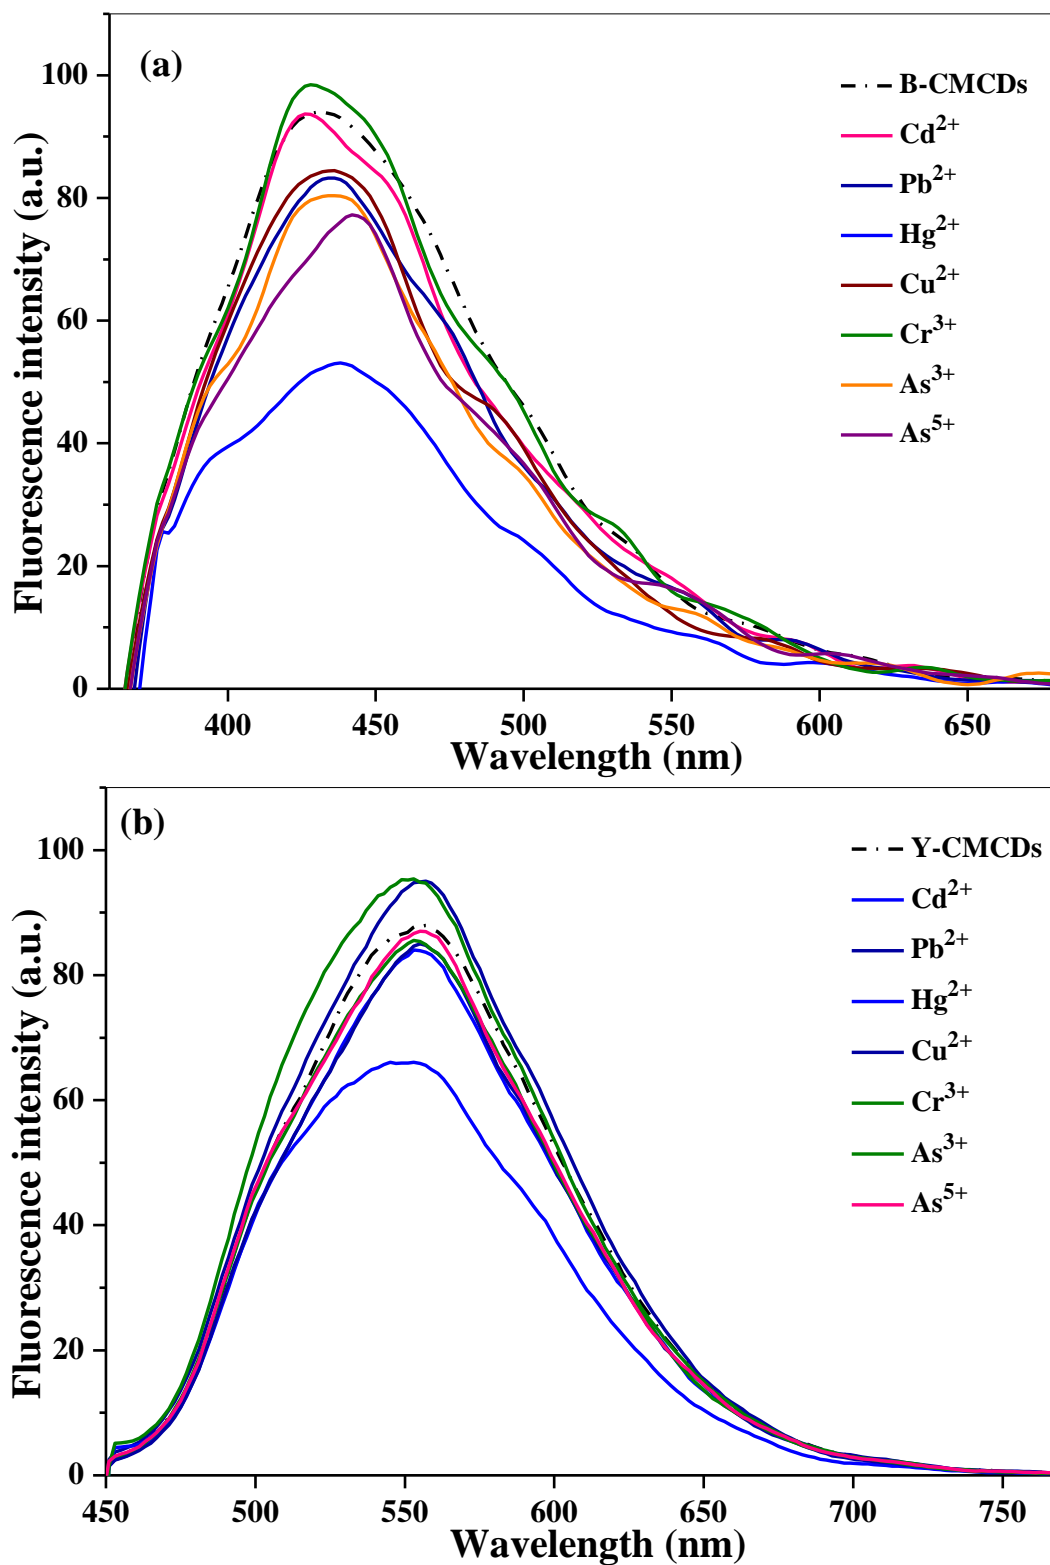 (a)
B-CMCDs
Cd2+
Pb2+
Hg2+
Cu2+
Cr3+
As3+
As5+
Fluorescence intensity (a.u.)
100
80
60
40
20
0
400 450 500 550 600 650
Wavelength (nm)
(b)
Y-CMCDs
Cd2+
Pb2+
Hg2+
Cu2+
Cr3+
As3+
As5+
Fluorescence intensity (a.u.)
100
80
60
40
20
0
450 500 550 600 650 700 750
Wavelength (nm)